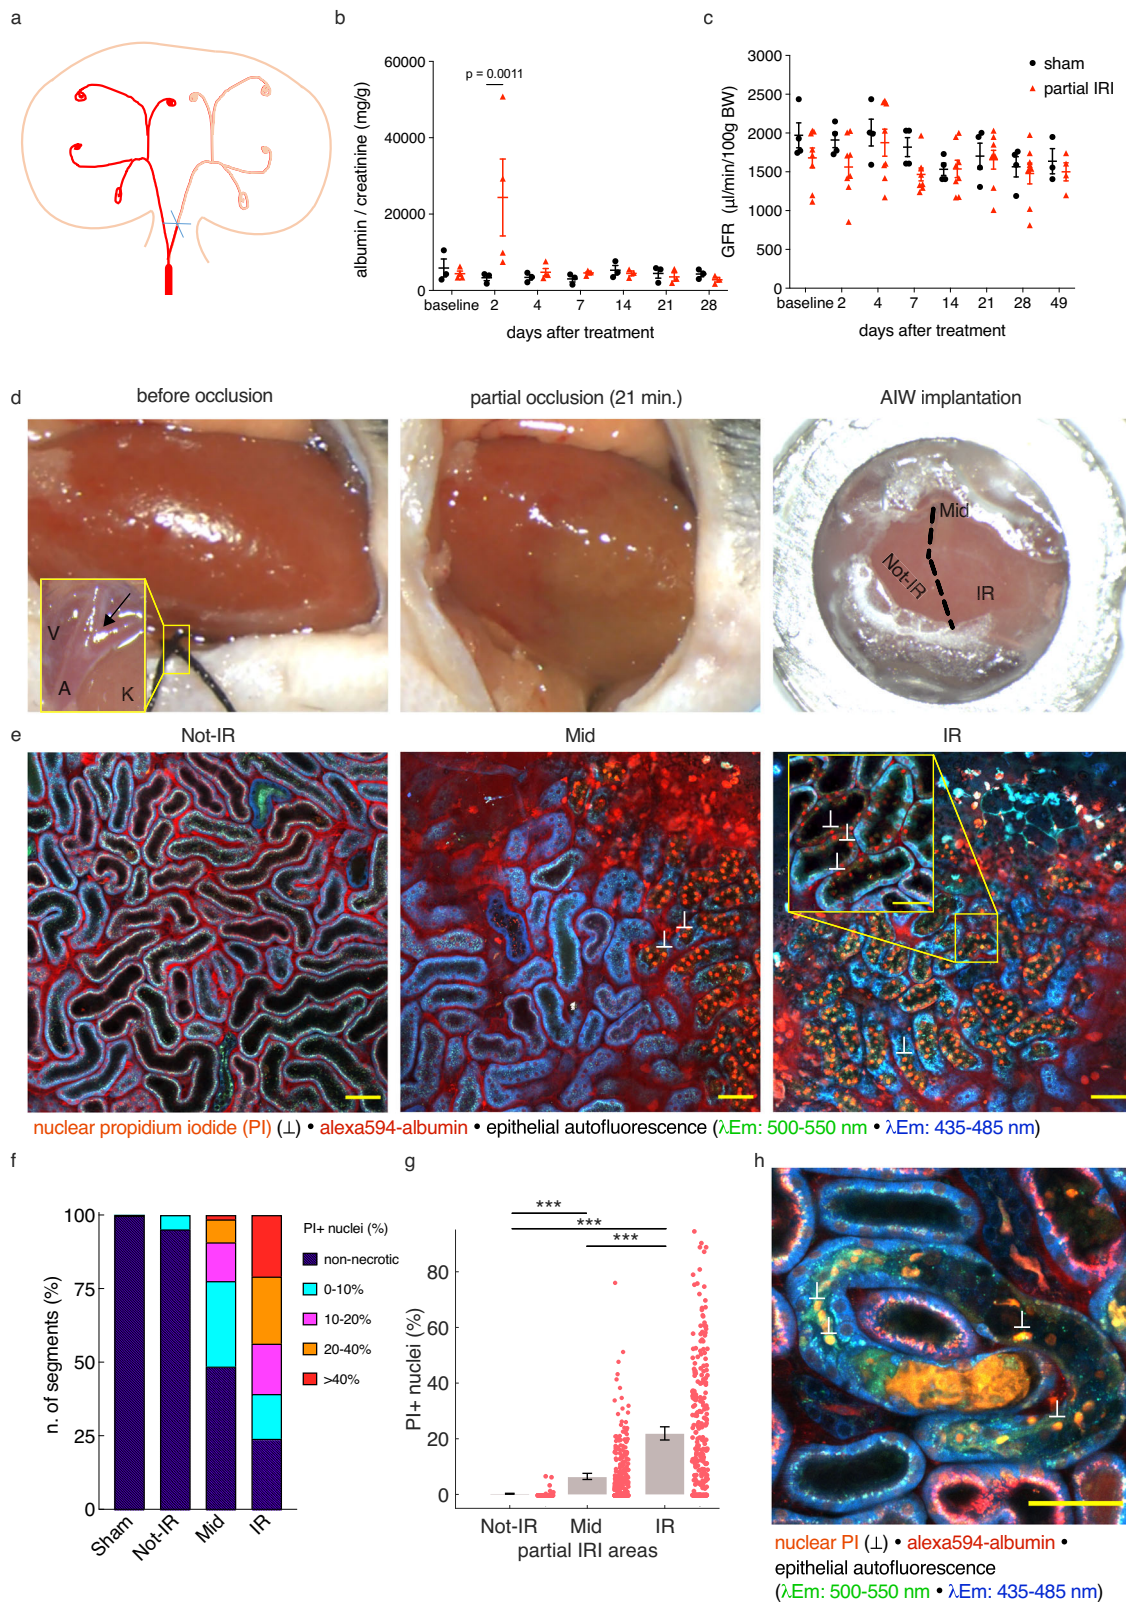 a
b
c
60000
40000
20000
0
albumin / creatinine (mg/g)
p = 0.0011
baseline 2 4 7 14 21 28
days after treatment
3000
2500
2000
1500
1000
500
0
GFR (µl/min/100g BW)
sham
partial IRI
baseline 2 4 7 14 21 28 49
days after treatment
d
before occlusion
partial occlusion (21 min.)
AIW implantation
V
A
K
Mid
Not-IR
IR
e
Not-IR
Mid
IR
nuclear propidium iodide (PI) (⊥) • alexa594-albumin • epithelial autofluorescence (λEm: 500-550 nm • λEm: 435-485 nm)
f
100
75
50
25
0
n. of segments (%)
Sham
Not-IR
Mid
IR
PI+ nuclei (%)
non-necrotic
0-10%
10-20%
20-40%
>40%
g
***
***
***
80
60
40
20
0
PI+ nuclei (%)
Not-IR Mid IR
partial IRI areas
h
nuclear PI (⊥) • alexa594-albumin •
epithelial autofluorescence
(λEm: 500-550 nm • λEm: 435-485 nm)